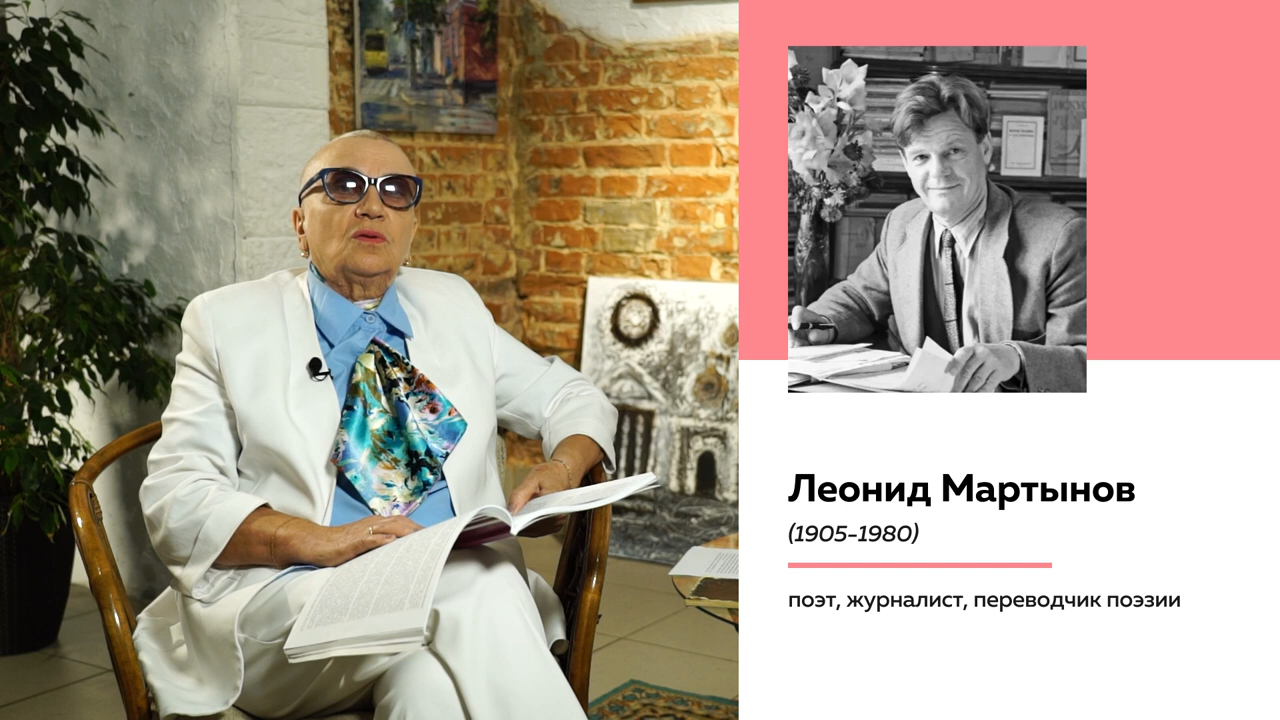 Леонид Мартынов
(1905-1980)
поэт, журналист, переводчик поэзии